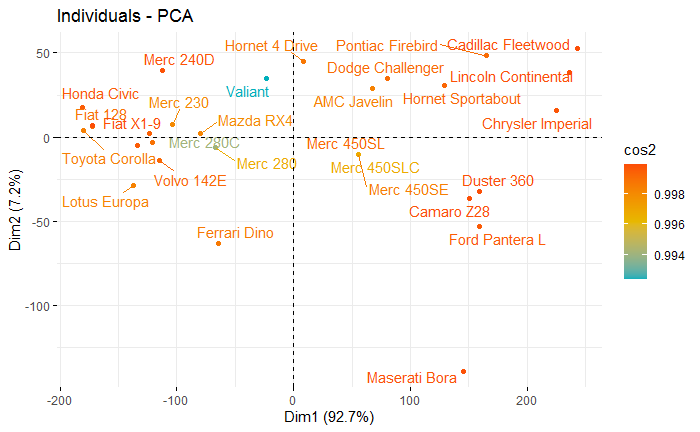 Individuals - PCA
Hornet 4 Drive
Pontiac Firebird
Cadillac Fleetwood
Merc 240D
Dodge Challenger
Lincoln Continental
Valiant
Honda Civic
Merc 230
AMC Javelin
Hornet Sportabout
Fiat 128
Fiat X1-9
Mazda RX4
Chrysler Imperial
Merc 280C
Merc 450SL
Toyota Corolla
Merc 280
Merc 450SLC
Volvo 142E
Merc 450SE
Duster 360
Lotus Europa
Camaro Z28
Ferrari Dino
Ford Pantera L
Maserati Bora
50
0
-50
-100
Dim2 (7.2%)
-200
-100
0
100
200
Dim1 (92.7%)
cos2
0.998
0.996
0.994